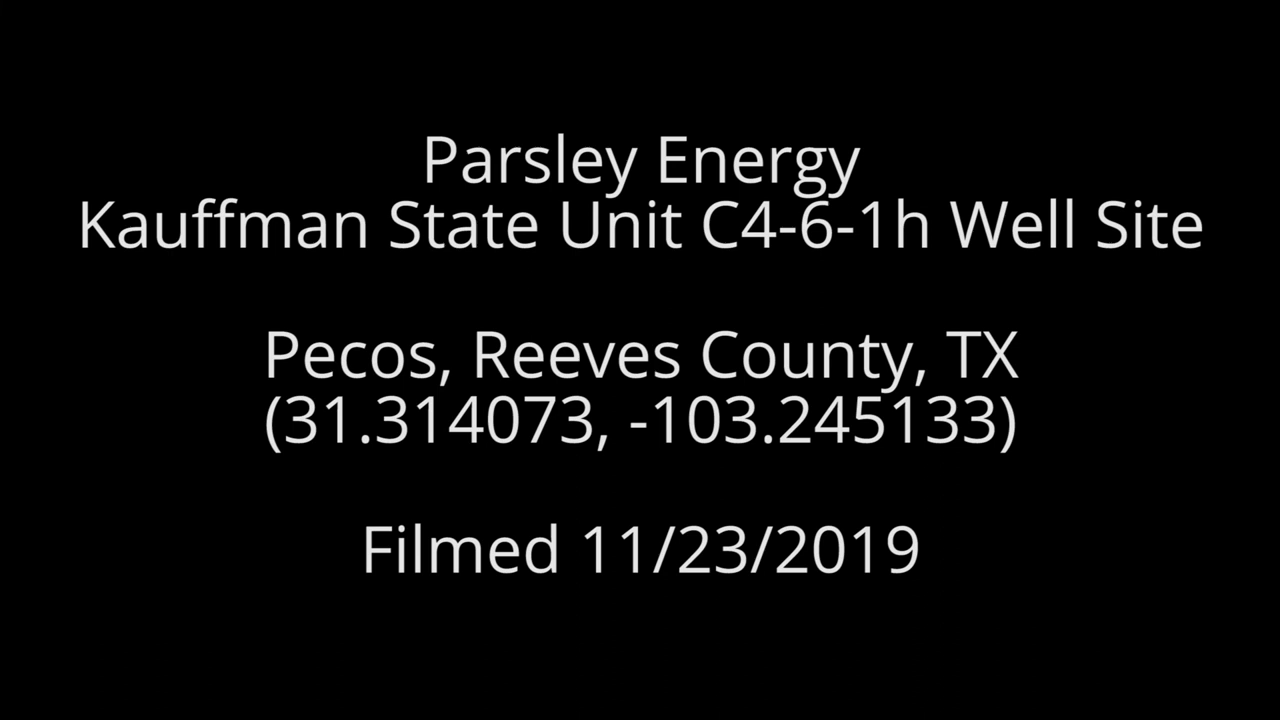 Parsley Energy
Kauffman State Unit C4-6-1h Well Site
Pecos, Reeves County, TX
(31.314073, -103.245133)
Filmed 11/23/2019